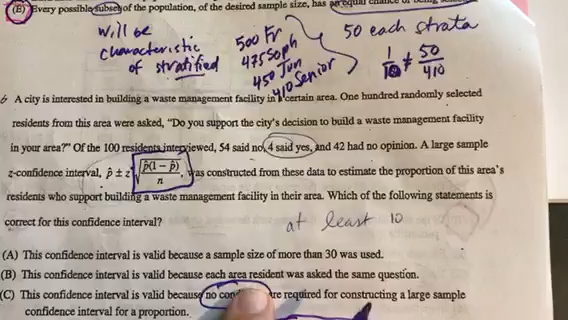 (E) Every possible subset of the population, of the desired sample size, has an equal chance of being
will be
characteristic
of stratified
500 Fr
475 Soph
450 Jun
410 Senior
50 each strata
1/10 ≠ 50/410
6 A city is interested in building a waste management facility in certain area. One hundred randomly selected
residents from this area were asked, “Do you support the city's decision to build a waste management facility
in your area?” Of the 100 residents interviewed, 54 said no, 4 said yes, and 42 had no opinion. A large sample
z-confidence interval, p̂ ± z √(p̂(1 − p̂)/n), was constructed from these data to estimate the proportion of this area's
residents who support building a waste management facility in their area. Which of the following statements is
correct for this confidence interval?
at least 10
(A) This confidence interval is valid because a sample size of more than 30 was used.
(B) This confidence interval is valid because each area resident was asked the same question.
(C) This confidence interval is valid because no are required for constructing a large sample
confidence interval for a proportion.